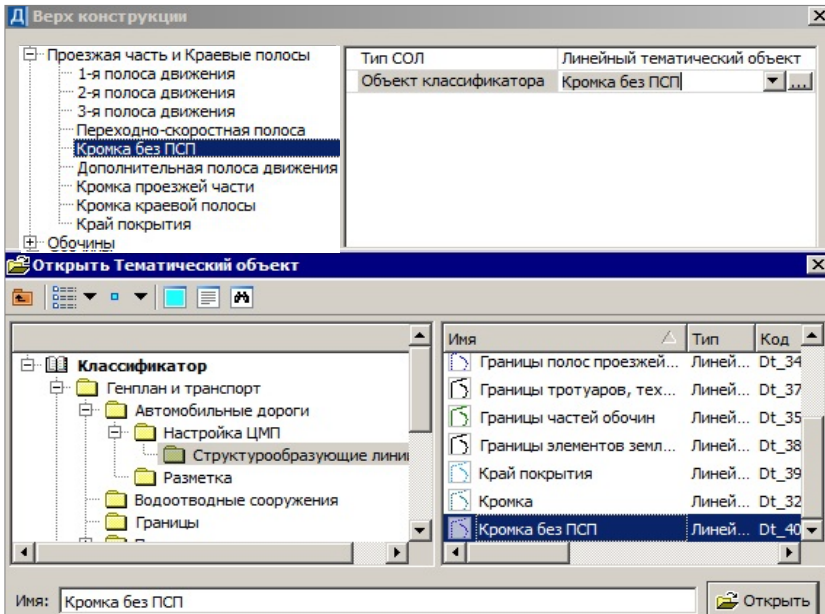 Верх конструкции
Проезжая часть и Краевые полосы
1-я полоса движения
2-я полоса движения
3-я полоса движения
Переходно-скоростная полоса
Кромка без ПСП
Дополнительная полоса движения
Кромка проезжей части
Кромка краевой полосы
Край покрытия
Обочины
Тип СОЛ Линейный тематический объект
Объект классификатора Кромка без ПСП ...
Открыть Тематический объект
Классификатор
Генплан и транспорт
Автомобильные дороги
Настройка ЦМП
Структурообразующие
Разметка
Водоотводные сооружения
Границы
Имя Тип Код
Границы полос проезжей... Линей... Dt_34
Границы тротуаров, тех... Линей... Dt_37
Границы частей обочин Линей... Dt_35
Границы элементов земл... Линей... Dt_38
Край покрытия Линей... Dt_39
Кромка Линей... Dt_32
Кромка без ПСП Линей... Dt_40
Имя: Кромка без ПСП Открыть